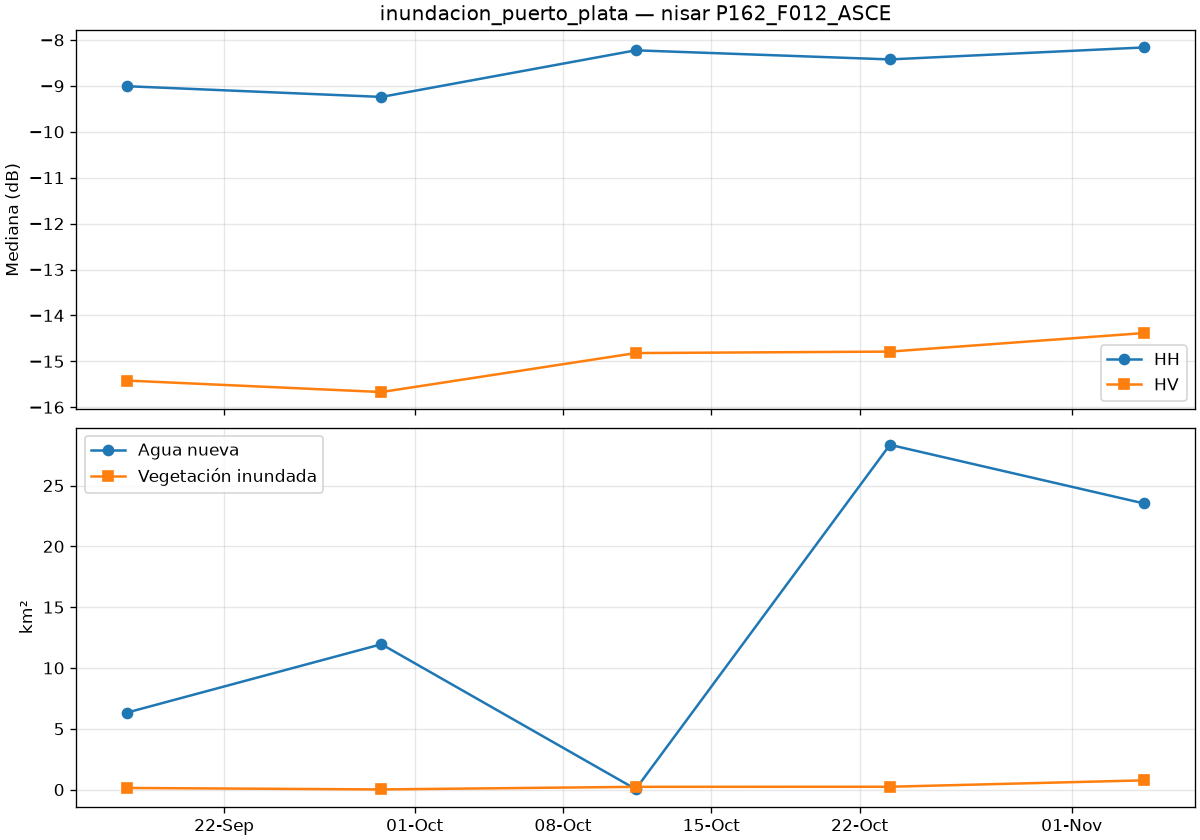 inundacion_puerto_plata — nisar P162_F012_ASCE
Mediana (dB)
−8
−9
−10
−11
−12
−13
−14
−15
−16
HH
HV
km²
25
20
15
10
5
0
Agua nueva
Vegetación inundada
22-Sep 01-Oct 08-Oct 15-Oct 22-Oct 01-Nov